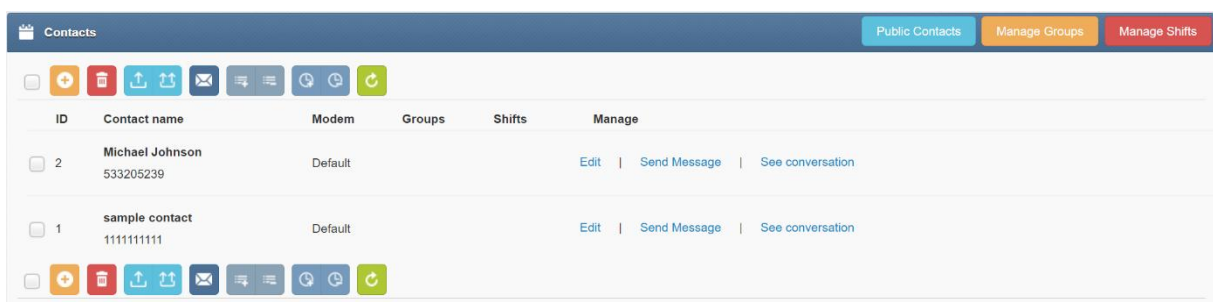 Contacts Public Contacts Manage Groups Manage Shifts
ID Contact name Modem Groups Shifts Manage
2 Michael Johnson Default Edit | Send Message | See conversation
533205239
1 sample contact Default Edit | Send Message | See conversation
1111111111